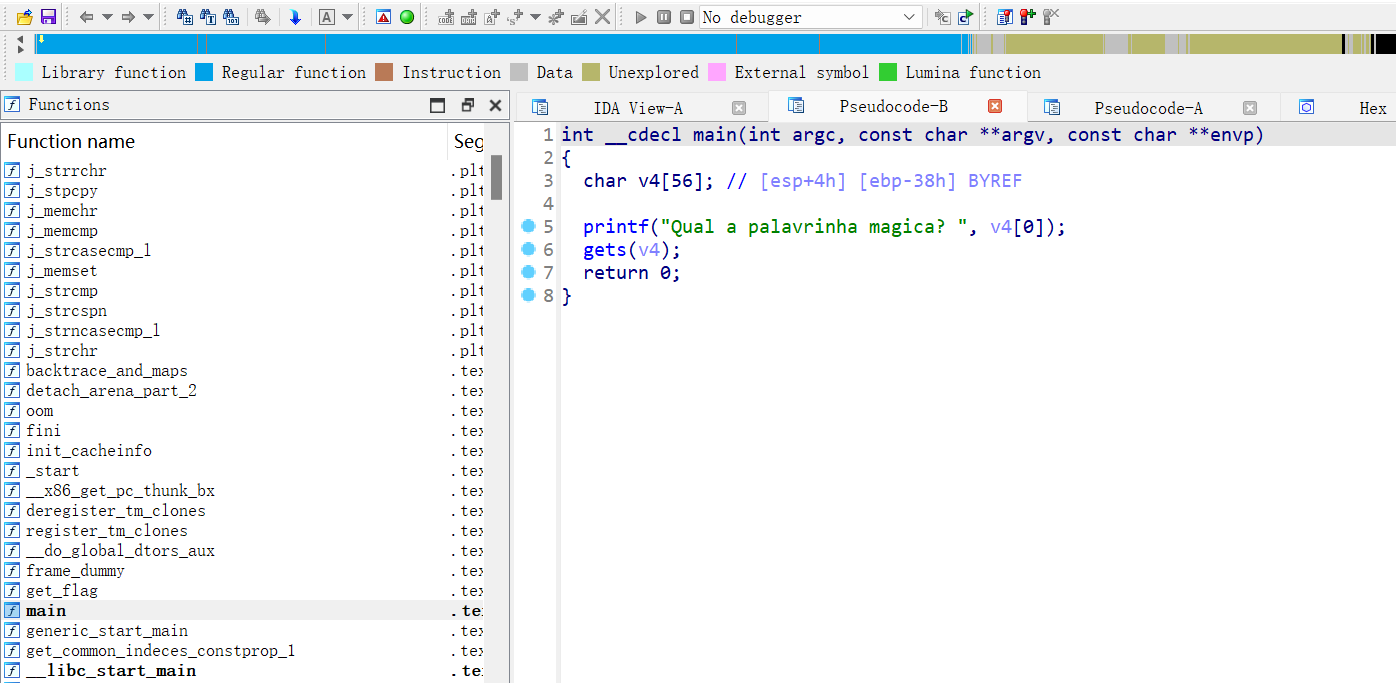 No debugger
Library function Regular function Instruction Data Unexplored External symbol Lumina function
Functions
IDA View-A Pseudocode-B Pseudocode-A Hex
Function name Seg
j_strrchr .plt
j_stpcpy .plt
j_memchr .plt
j_memcmp .plt
j_strcasecmp_l .plt
j_memset .plt
j_strcmp .plt
j_strcspn .plt
j_strncasecmp_l .plt
j_strchr .plt
backtrace_and_maps .tex
detach_arena_part_2 .tex
oom .tex
fini .tex
init_cacheinfo .tex
_start .tex
__x86_get_pc_thunk_bx .tex
deregister_tm_clones .tex
register_tm_clones .tex
__do_global_dtors_aux .tex
frame_dummy .tex
get_flag .tex
main .te
generic_start_main .tex
get_common_indeces_constprop_1 .tex
__libc_start_main .te
1 int __cdecl main(int argc, const char **argv, const char **envp)
2 {
3 char v4[56]; // [esp+4h] [ebp-38h] BYREF
4
5 printf("Qual a palavrinha magica? ", v4[0]);
6 gets(v4);
7 return 0;
8 }